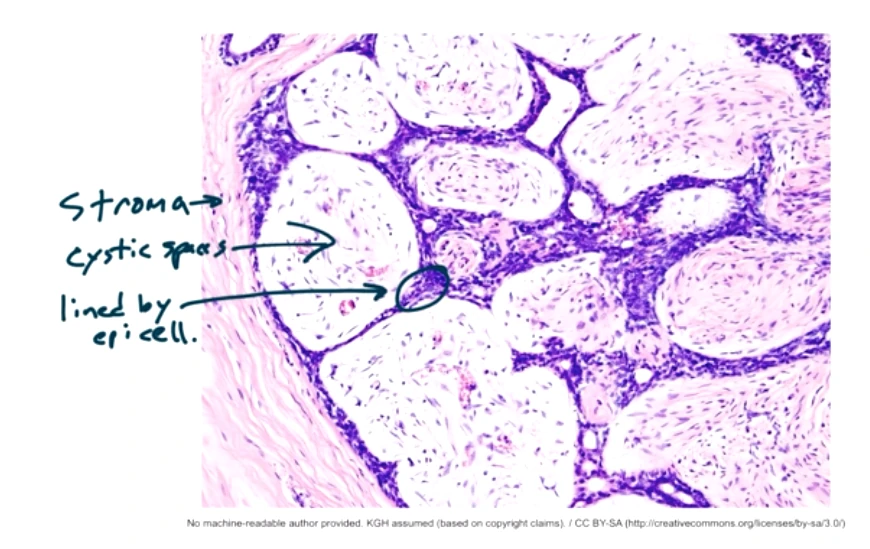 Stroma
cystic spaces
lined by
epi cell.
No machine-readable author provided. KGH assumed (based on copyright claims). / CC BY-SA (http://creativecommons.org/licenses/by-sa/3.0/)